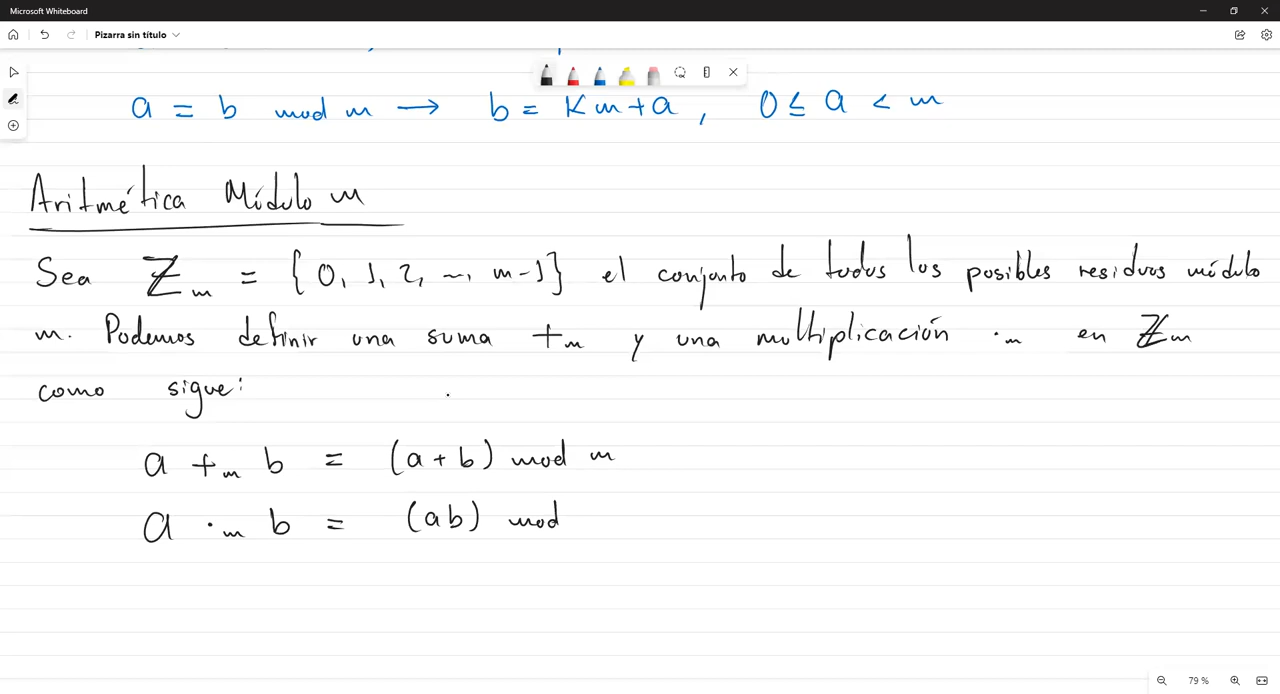 Microsoft Whiteboard
Pizarra sin título
a = b mod m → b = Km + a, 0 ≤ a < m
Aritmética Módulo m
Sea ℤm = {0, 1, 2, ..., m-1} el conjunto de todos los posibles residuos módulo
m. Podemos definir una suma +m y una multiplicación ·m en ℤm
como sigue:
a +m b = (a + b) mod m
a ·m b = (ab) mod
79 %